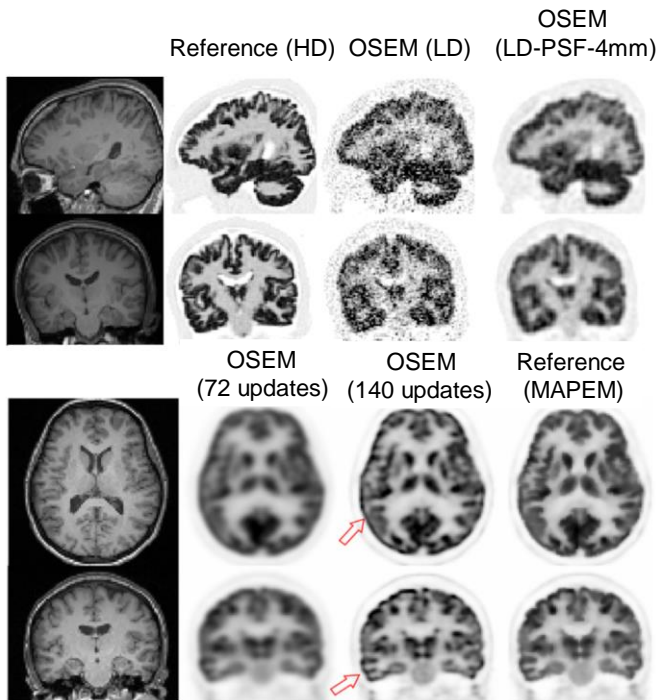 OSEM
Reference (HD) OSEM (LD) (LD-PSF-4mm)
OSEM OSEM Reference
(72 updates) (140 updates) (MAPEM)